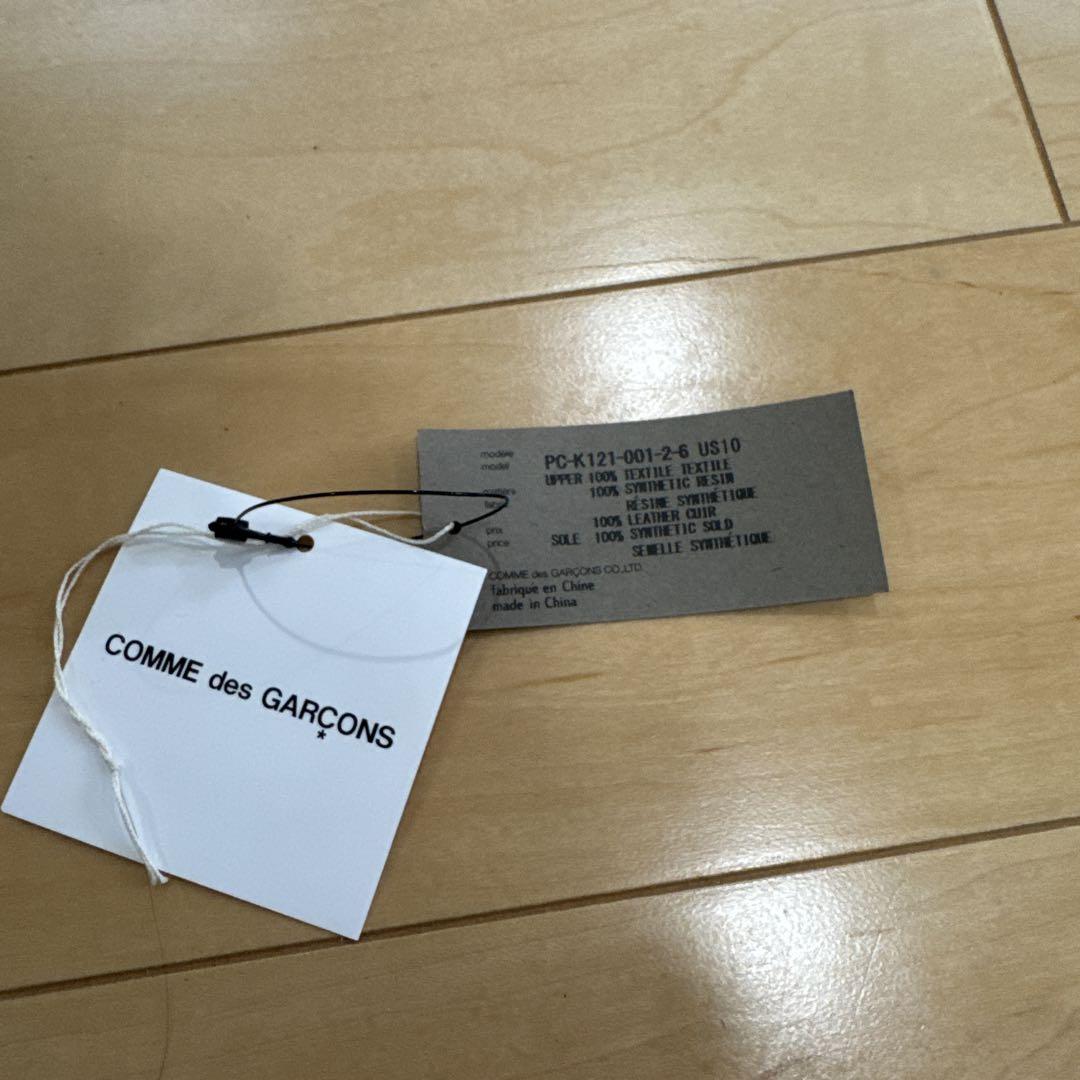 COMME des GARÇONS
*
modèle
model
PC-K121-001-2-6 US10
UPPER 100% TEXTILE TEXTILE
100% SYNTHETIC RESIN
RÉSINE SYNTHÉTIQUE
100% LEATHER CUIR
prix
price
SOLE 100% SYNTHETIC SOLD
SEMELLE SYNTHÉTIQUE
COMME des GARÇONS CO.,LTD.
fabriqué en Chine
made in China